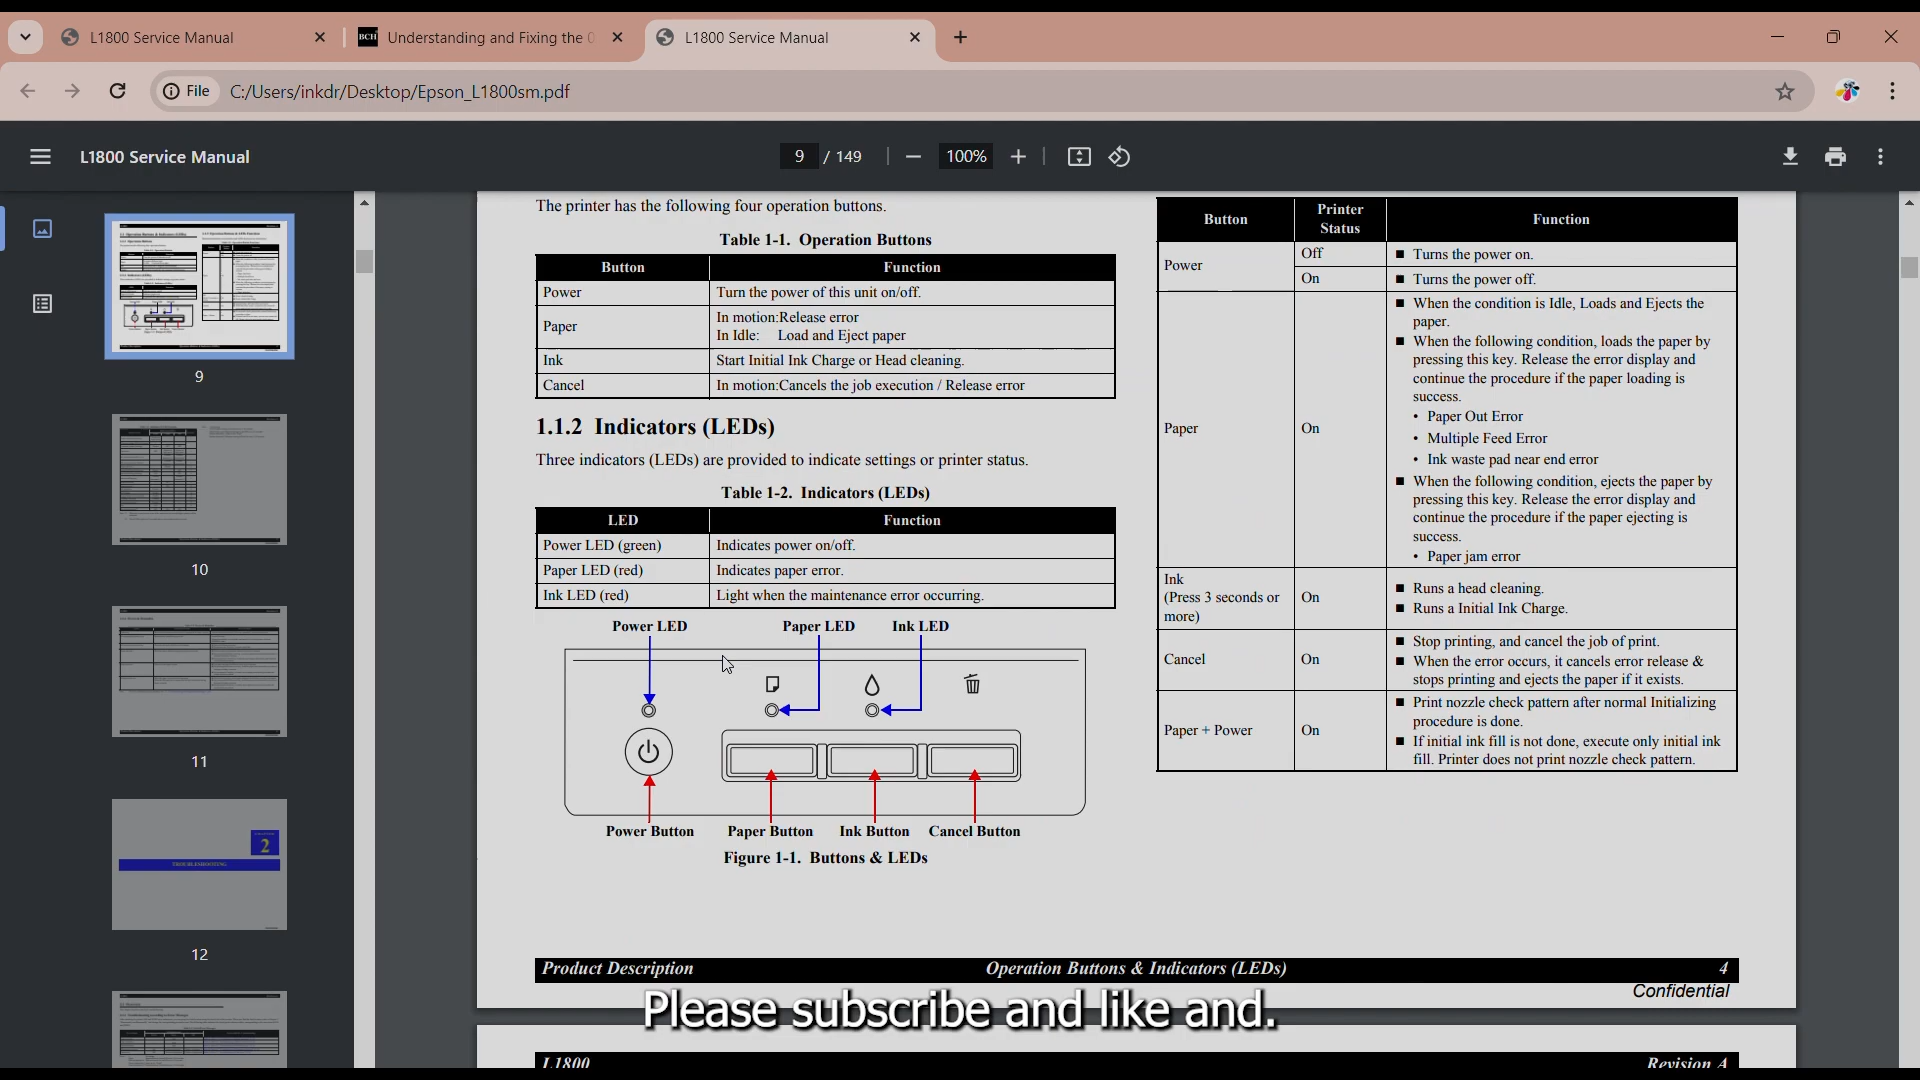 L1800 Service Manual
Understanding and Fixing the
L1800 Service Manual
File
C:/Users/inkdr/Desktop/Epson_L1800sm.pdf
L1800 Service Manual
9 / 149
100%
9
10
11
2
TROUBLESHOOTING
12
The printer has the following four operation buttons.
Table 1-1. Operation Buttons
Button Function
Power Turn the power of this unit on/off.
Paper In motion:Release error
In Idle: Load and Eject paper
Ink Start Initial Ink Charge or Head cleaning.
Cancel In motion:Cancels the job execution / Release error
1.1.2 Indicators (LEDs)
Three indicators (LEDs) are provided to indicate settings or printer status.
Table 1-2. Indicators (LEDs)
LED Function
Power LED (green) Indicates power on/off.
Paper LED (red) Indicates paper error.
Ink LED (red) Light when the maintenance error occurring.
Power LED Paper LED Ink LED
Power Button Paper Button Ink Button Cancel Button
Figure 1-1. Buttons & LEDs
Button Printer Status Function
Power Off ■ Turns the power on.
On ■ Turns the power off.
Paper On ■ When the condition is Idle, Loads and Ejects the
paper.
■ When the following condition, loads the paper by
pressing this key. Release the error display and
continue the procedure if the paper loading is
success.
• Paper Out Error
• Multiple Feed Error
• Ink waste pad near end error
■ When the following condition, ejects the paper by
pressing this key. Release the error display and
continue the procedure if the paper ejecting is
success.
• Paper jam error
Ink
(Press 3 seconds or
more)
On
■ Runs a head cleaning.
■ Runs a Initial Ink Charge.
Cancel On ■ Stop printing, and cancel the job of print.
■ When the error occurs, it cancels error release &
stops printing and ejects the paper if it exists.
Paper + Power On ■ Print nozzle check pattern after normal Initializing
procedure is done.
■ If initial ink fill is not done, execute only initial ink
fill. Printer does not print nozzle check pattern.
Product Description Operation Buttons & Indicators (LEDs) 4
Confidential
Please subscribe and like and.
L1800 Revision A